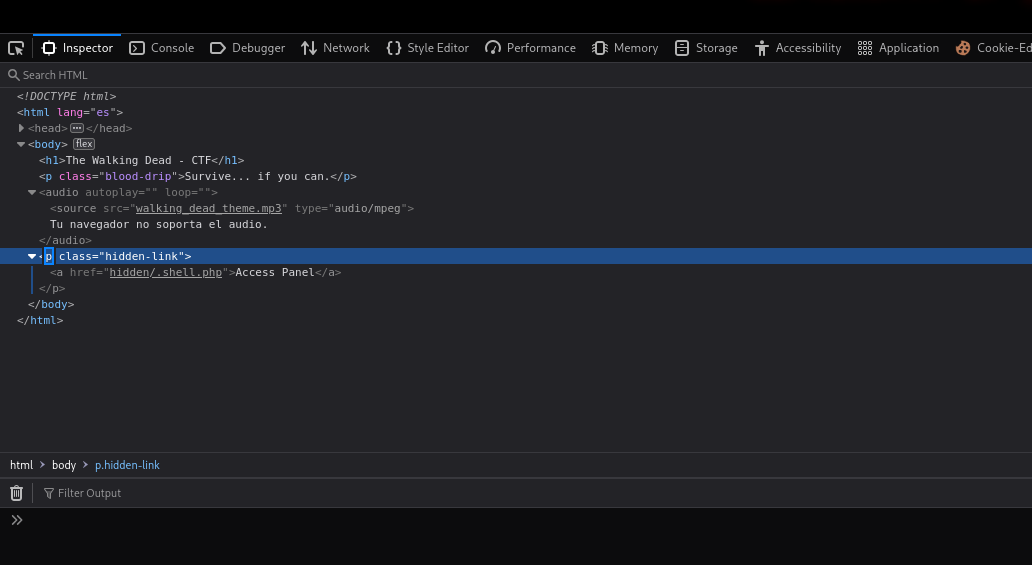 Inspector Console Debugger Network Style Editor Performance Memory Storage Accessibility Application Cookie-Ed
Search HTML
<!DOCTYPE html>
<html lang="es">
<head>•••</head>
<body> flex
<h1>The Walking Dead - CTF</h1>
<p class="blood-drip">Survive... if you can.</p>
<audio autoplay="" loop="">
<source src="walking_dead_theme.mp3" type="audio/mpeg">
Tu navegador no soporta el audio.
</audio>
<p class="hidden-link">
<a href="hidden/.shell.php">Access Panel</a>
</p>
</body>
</html>
html > body > p.hidden-link
Filter Output
>>